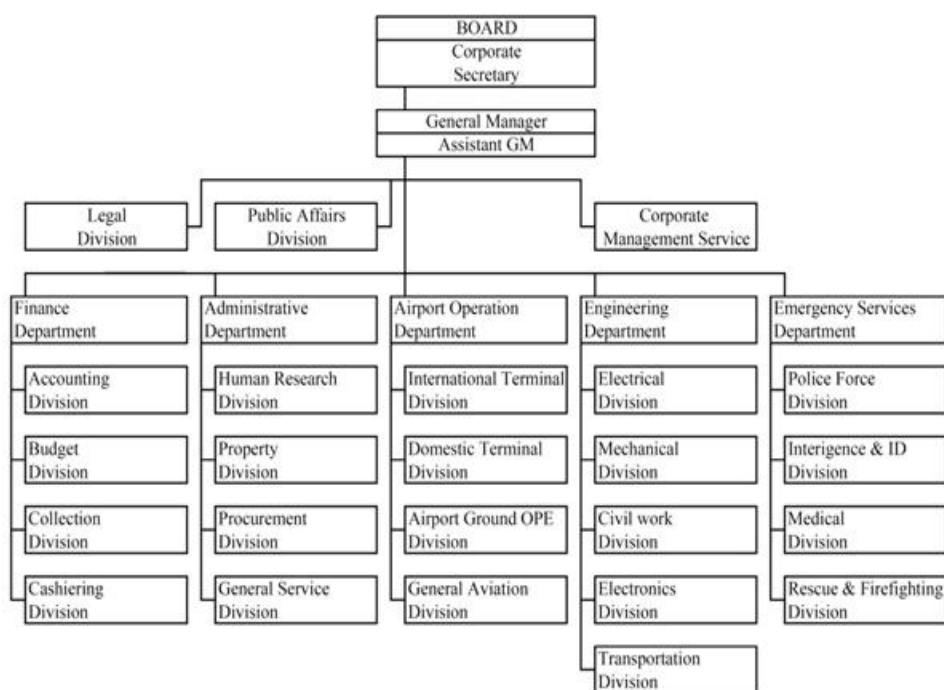 BOARD
Corporate
Secretary
General Manager
Assistant GM
Legal
Division
Public Affairs
Division
Corporate
Management Service
Finance
Department
Administrative
Department
Airport Operation
Department
Engineering
Department
Emergency Services
Department
Accounting
Division
Human Research
Division
International Terminal
Division
Electrical
Division
Police Force
Division
Budget
Division
Property
Division
Domestic Terminal
Division
Mechanical
Division
Interigence & ID
Division
Collection
Division
Procurement
Division
Airport Ground OPE
Division
Civil work
Division
Medical
Division
Cashiering
Division
General Service
Division
General Aviation
Division
Electronics
Division
Rescue & Firefighting
Division
Transportation
Division